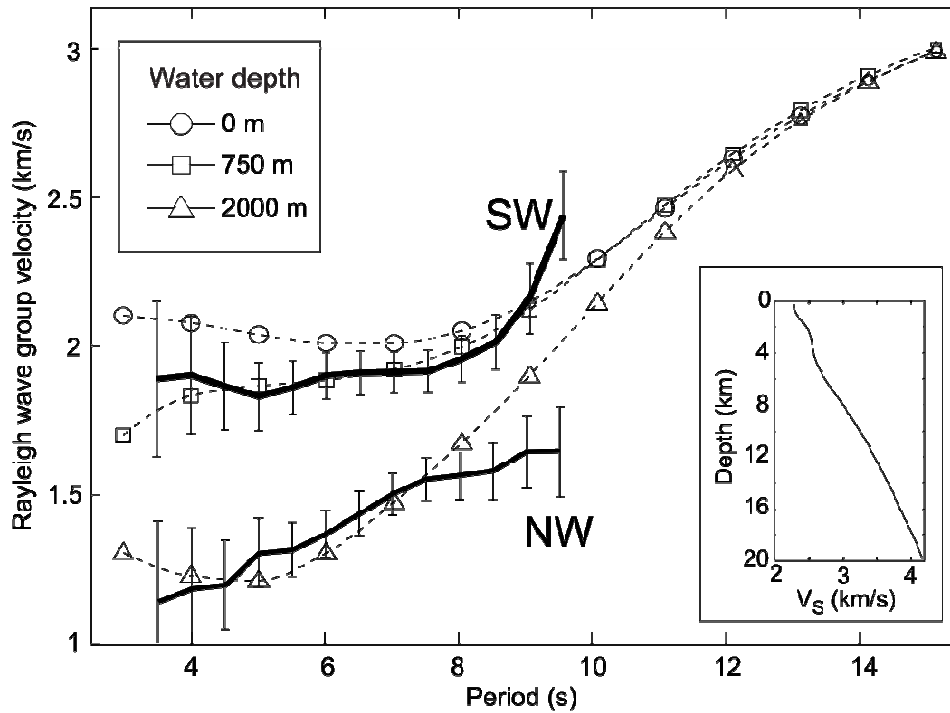 Rayleigh wave group velocity (km/s)
3
2.5
2
1.5
1
Water depth
0 m
750 m
2000 m
SW
NW
4
6
8
10
12
14
Period (s)
Depth (km)
0
4
8
12
16
20
2
3
4
VS (km/s)